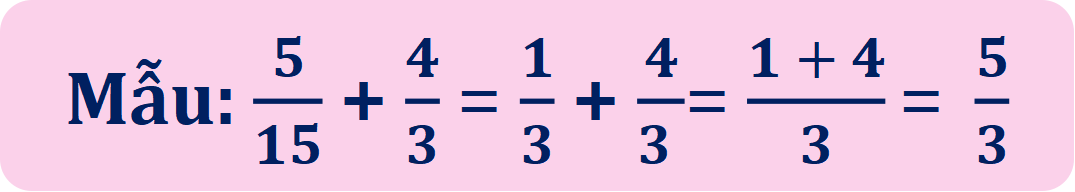 Mẫu: 5/15 + 4/3 = 1/3 + 4/3 = (1 + 4)/3 = 5/3